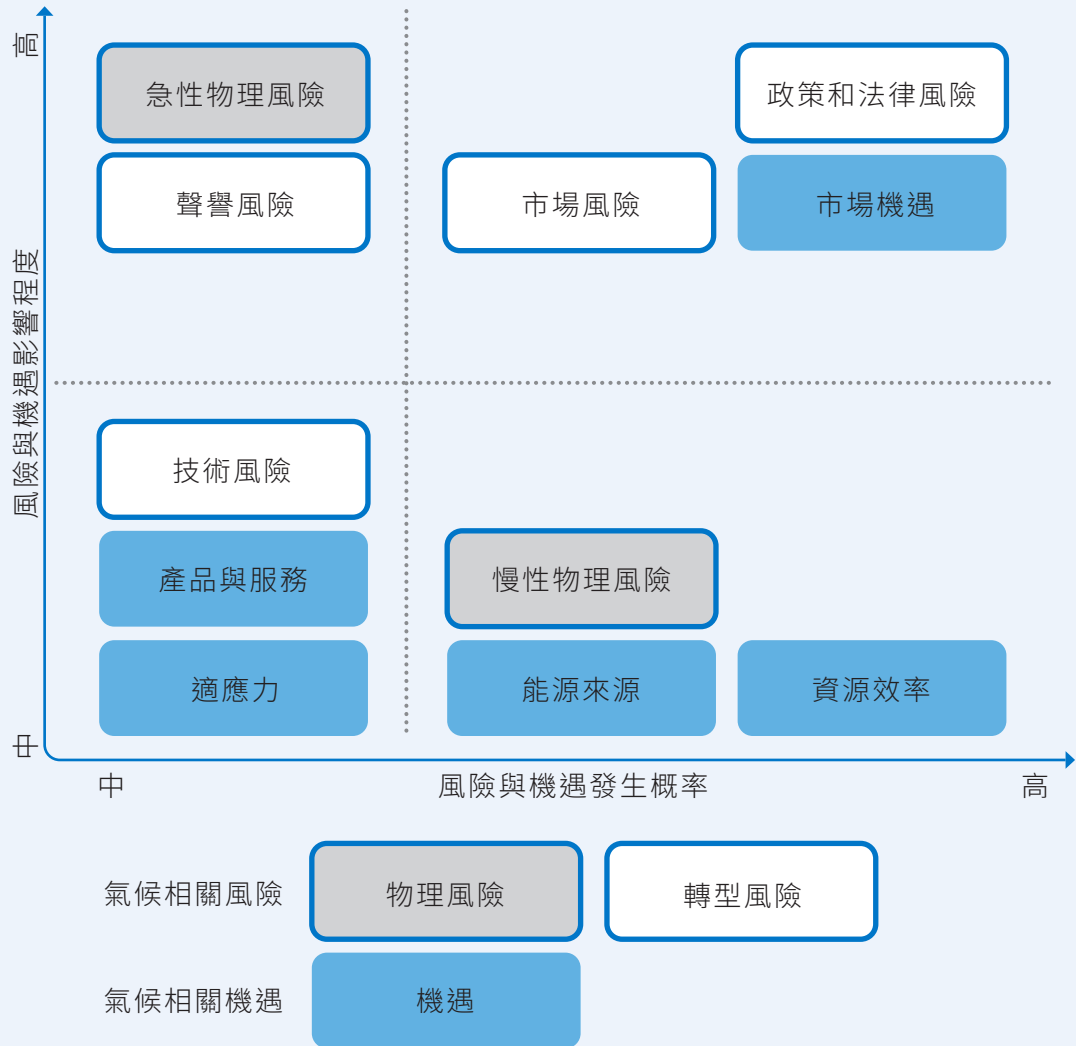 高
急性物理風險
政策和法律風險
聲譽風險
市場風險
市場機遇
風險與機遇影響程度
技術風險
產品與服務
慢性物理風險
適應力
能源來源
資源效率
中
中
風險與機遇發生概率
高
氣候相關風險
物理風險
轉型風險
氣候相關機遇
機遇